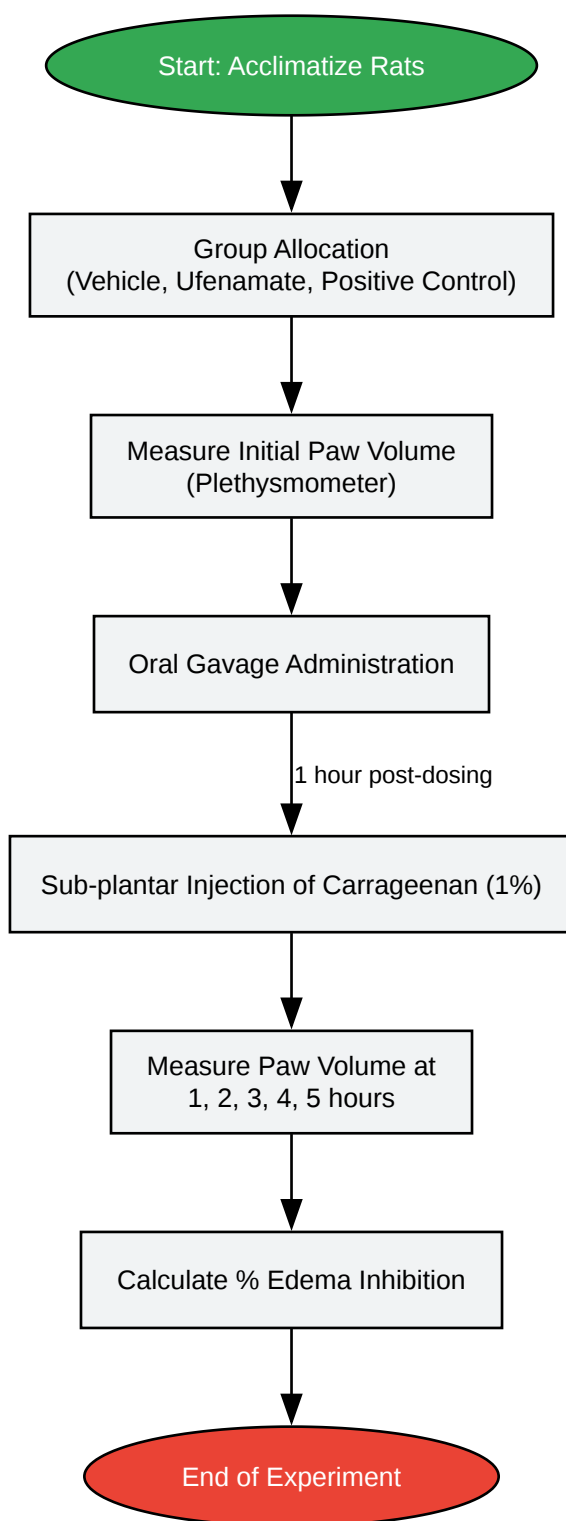 Start: Acclimatize Rats
Group Allocation
(Vehicle, Ufenamate, Positive Control)
Measure Initial Paw Volume
(Plethysmometer)
Oral Gavage Administration
1 hour post-dosing
Sub-plantar Injection of Carrageenan (1%)
Measure Paw Volume at
1, 2, 3, 4, 5 hours
Calculate % Edema Inhibition
End of Experiment